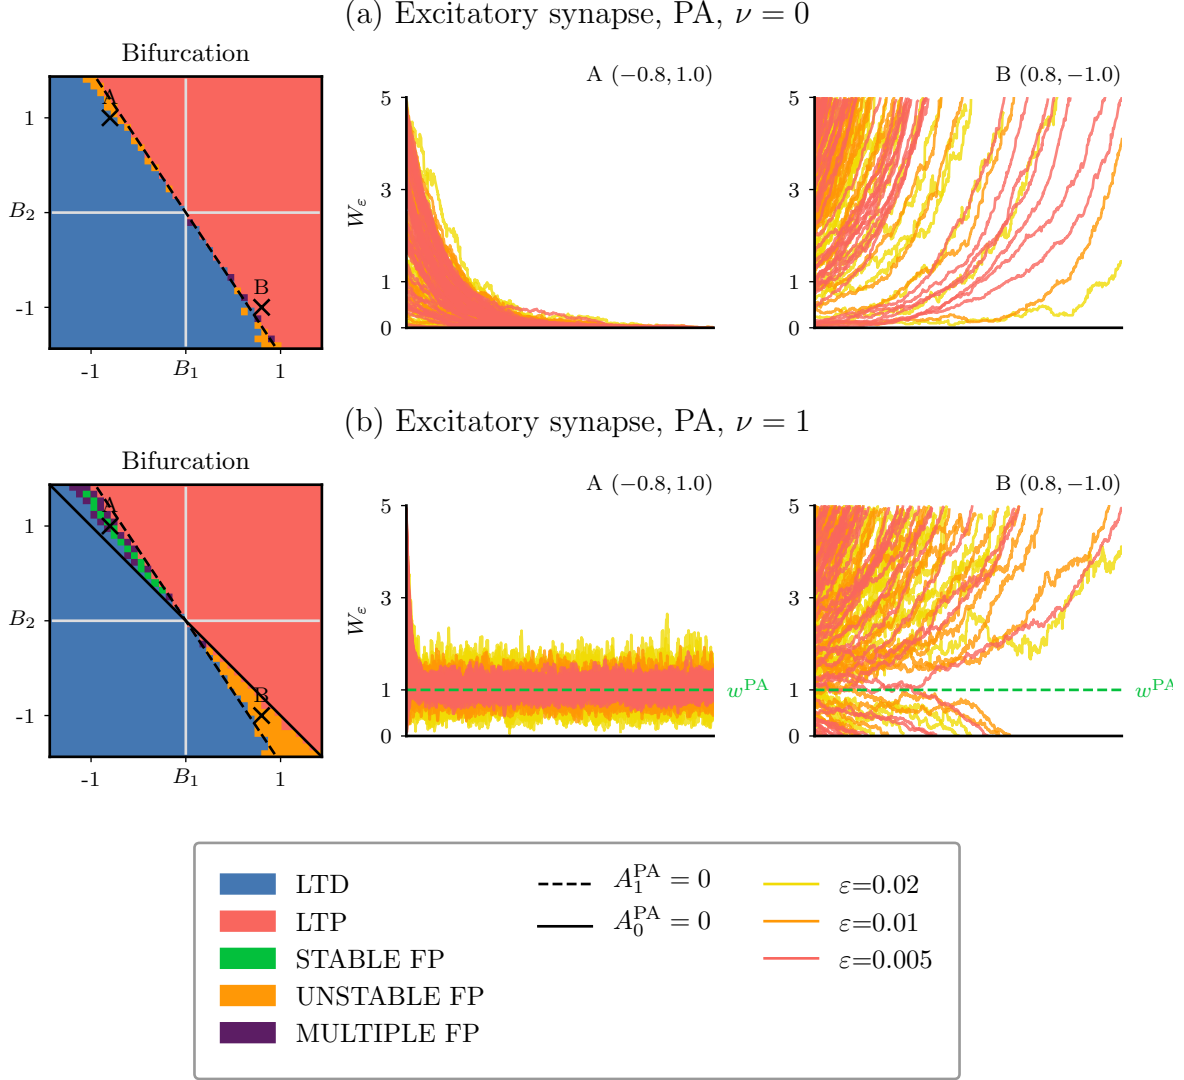 (a) Excitatory synapse, PA, ν = 0
Bifurcation
A (−0.8, 1.0)
B (0.8, −1.0)
A
B
1
B₂
-1
-1
B₁
1
5
3
1
0
W_ε
5
3
1
0
(b) Excitatory synapse, PA, ν = 1
Bifurcation
A (−0.8, 1.0)
B (0.8, −1.0)
A
B
1
B₂
-1
-1
B₁
1
5
3
1
0
W_ε
w^PA
5
3
1
0
w^PA
LTD
LTP
STABLE FP
UNSTABLE FP
MULTIPLE FP
A₁^PA = 0
A₀^PA = 0
ε=0.02
ε=0.01
ε=0.005